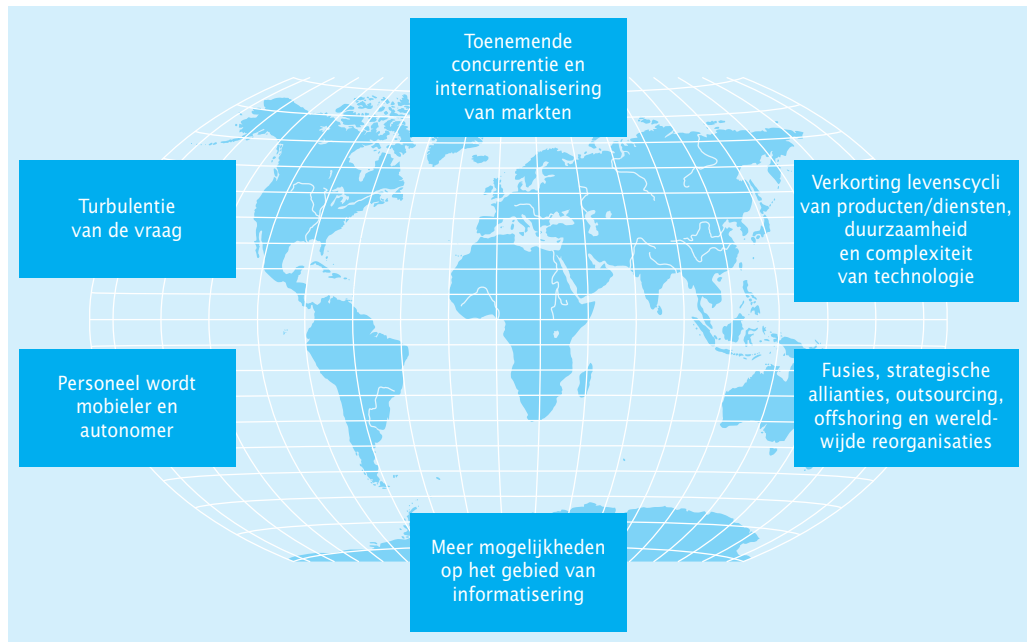 Toenemende
concurrentie en
internationalisering
van markten
Turbulentie
van de vraag
Verkorting levenscycli
van producten/diensten,
duurzaamheid
en complexiteit
van technologie
Personeel wordt
mobieler en
autonomer
Fusies, strategische
allianties, outsourcing,
offshoring en wereld-
wijde reorganisaties
Meer mogelijkheden
op het gebied van
informatisering